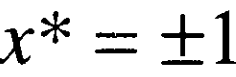 x* = ±1